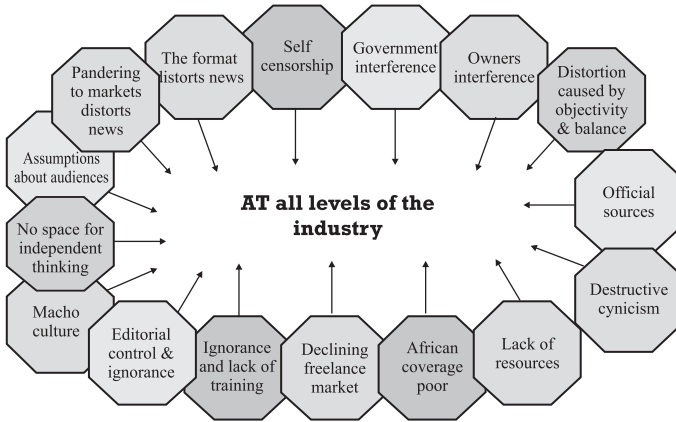 Self
censorship
Government
interference
Owners
interference
Distortion
caused by
objectivity
& balance
Official
sources
Destructive
cynicism
Lack of
resources
African
coverage
poor
Declining
freelance
market
Ignorance
and lack of
training
Editorial
control &
ignorance
Macho
culture
No space for
independent
thinking
Assumptions
about audiences
Pandering
to markets
distorts
news
The format
distorts news
AT all levels of the
industry